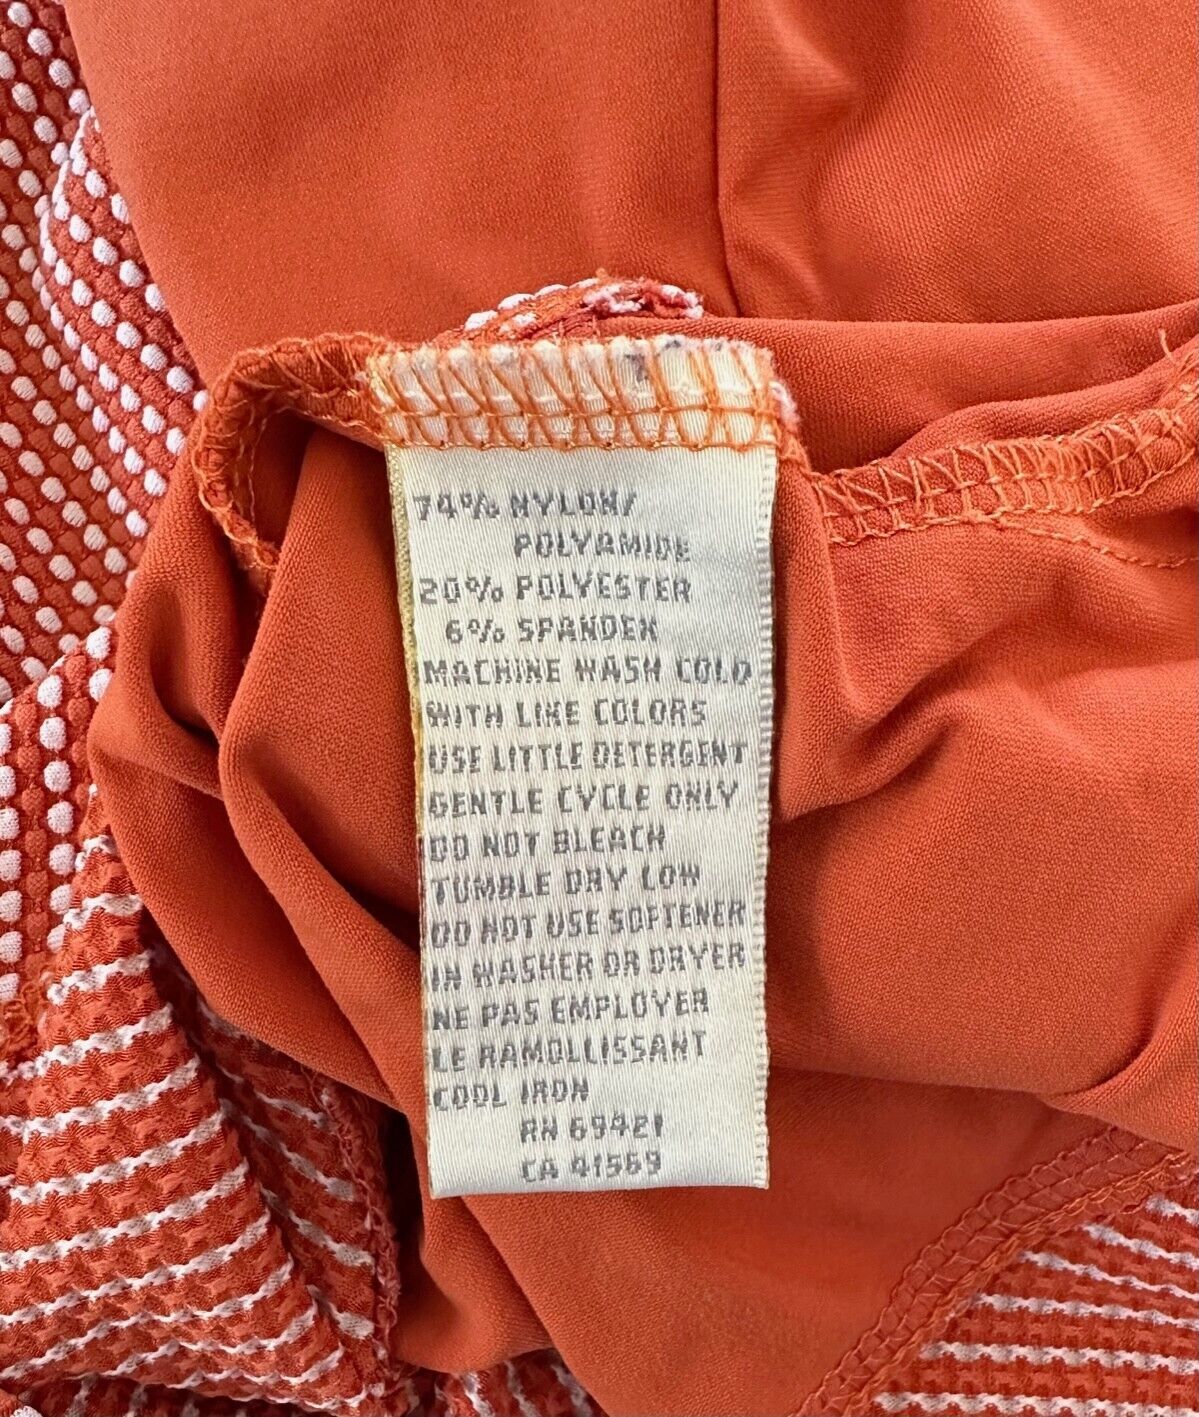 74% NYLON/
POLYAMIDE
20% POLYESTER
6% SPANDEX
MACHINE WASH COLD
WITH LIKE COLORS
USE LITTLE DETERGENT
GENTLE CYCLE ONLY
DO NOT BLEACH
TUMBLE DRY LOW
DO NOT USE SOFTENER
IN WASHER OR DRYER
NE PAS EMPLOYER
LE RAMOLLISSANT
COOL IRON
RN 69421
CA 41569